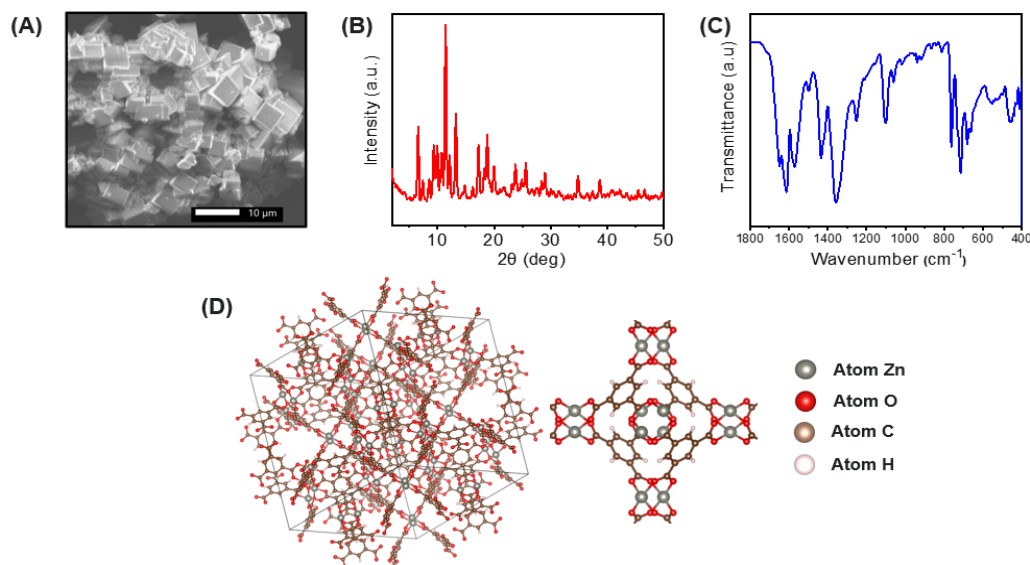 (A)
10 µm
(B)
Intensity (a.u.)
10 20 30 40 50
2θ (deg)
(C)
Transmittance (a.u)
1800 1600 1400 1200 1000 800 600 400
Wavenumber (cm⁻¹)
(D)
Atom Zn
Atom O
Atom C
Atom H